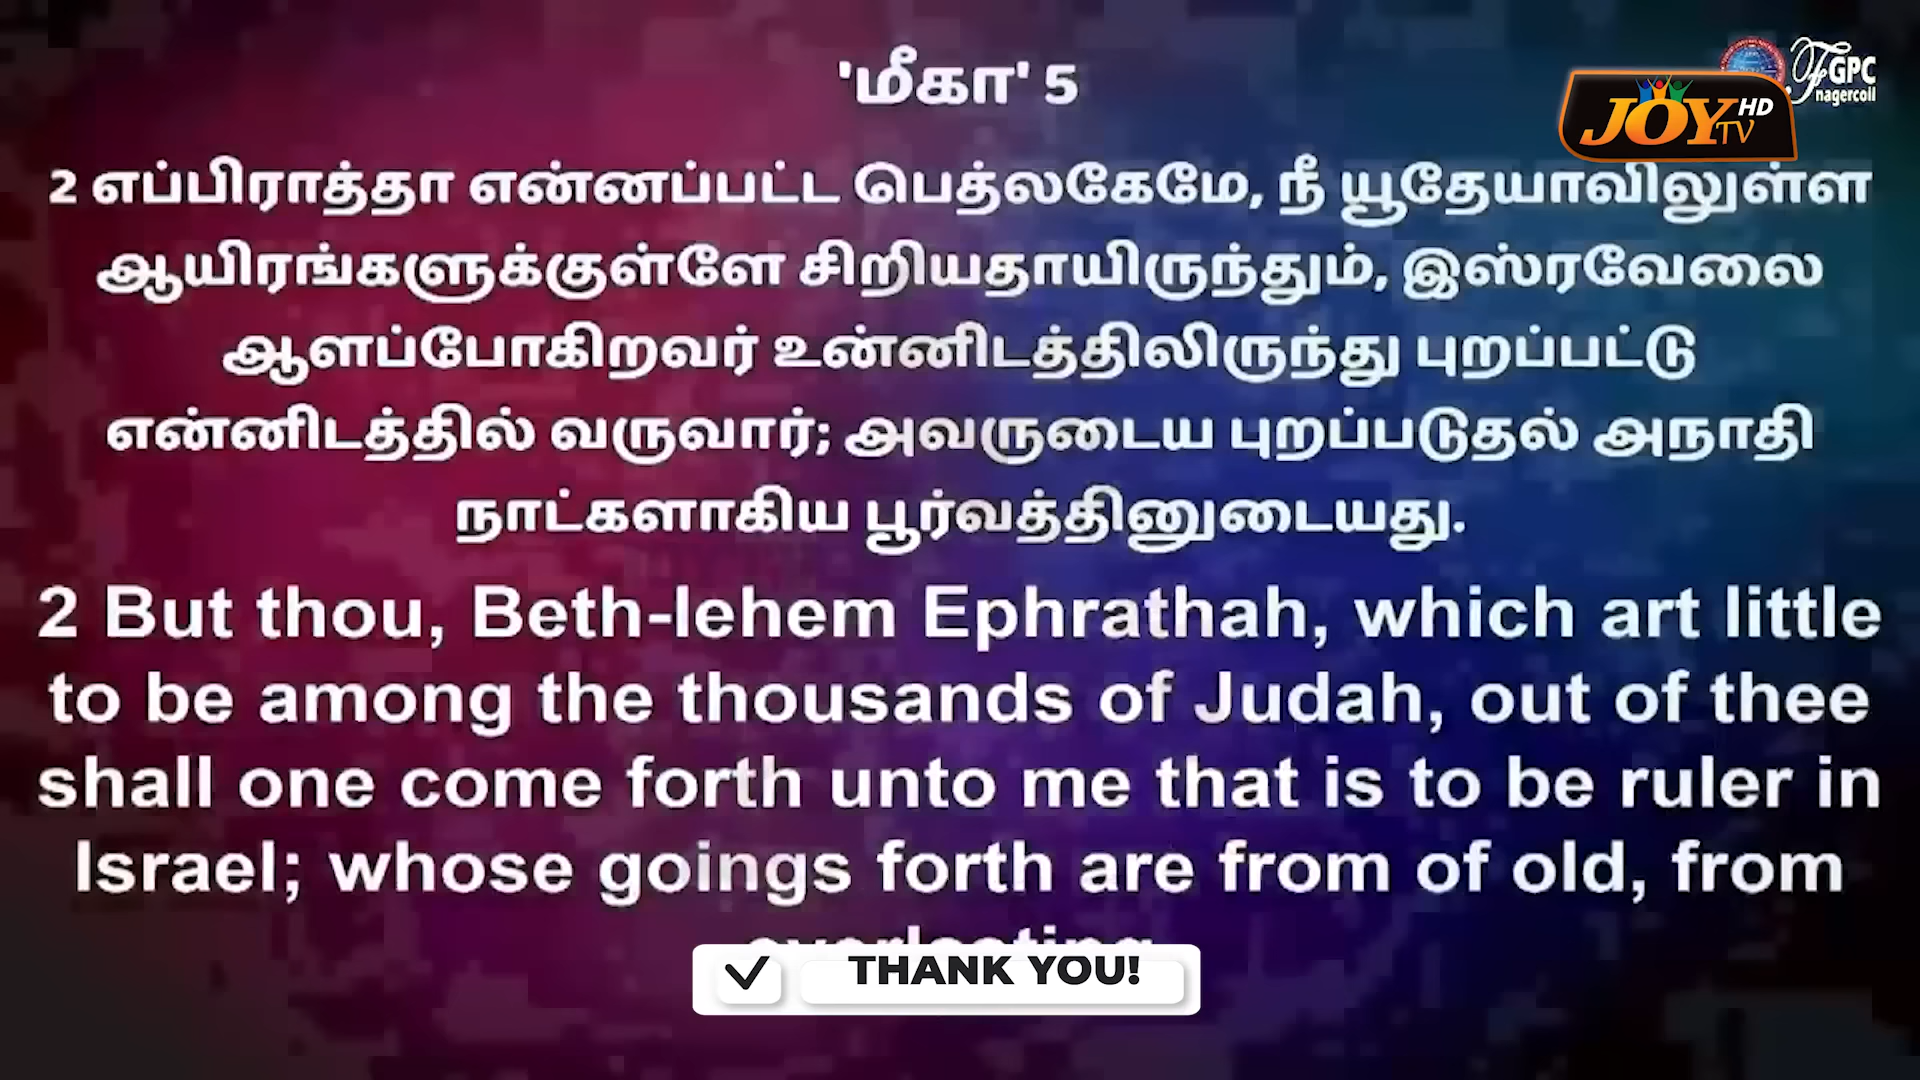 'மீகா' 5
FGPC
nagercoil
JOY TV HD
2 எப்பிராத்தா என்னப்பட்ட பெத்லகேமே, நீ யூதேயாவிலுள்ள
ஆயிரங்களுக்குள்ளே சிறியதாயிருந்தும், இஸ்ரவேலை
ஆளப்போகிறவர் உன்னிடத்திலிருந்து புறப்பட்டு
என்னிடத்தில் வருவார்; அவருடைய புறப்படுதல் அநாதி
நாட்களாகிய பூர்வத்தினுடையது.
2 But thou, Beth-lehem Ephrathah, which art little
to be among the thousands of Judah, out of thee
shall one come forth unto me that is to be ruler in
Israel; whose goings forth are from of old, from
THANK YOU!